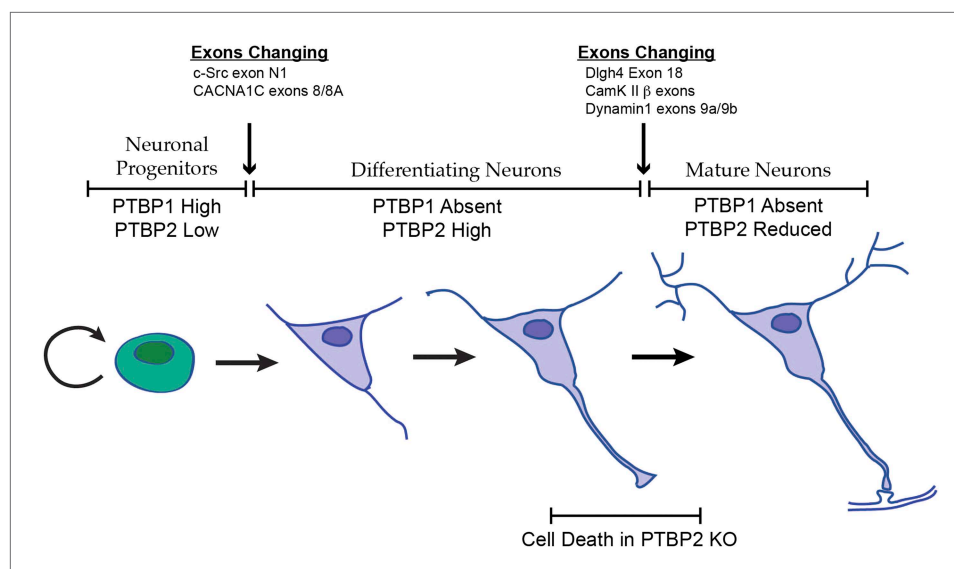 Exons Changing
c-Src exon N1
CACNA1C exons 8/8A
Exons Changing
Dlgh4 Exon 18
CamK II β exons
Dynamin1 exons 9a/9b
Neuronal
Progenitors
Differentiating Neurons
Mature Neurons
PTBP1 High
PTBP2 Low
PTBP1 Absent
PTBP2 High
PTBP1 Absent
PTBP2 Reduced
Cell Death in PTBP2 KO